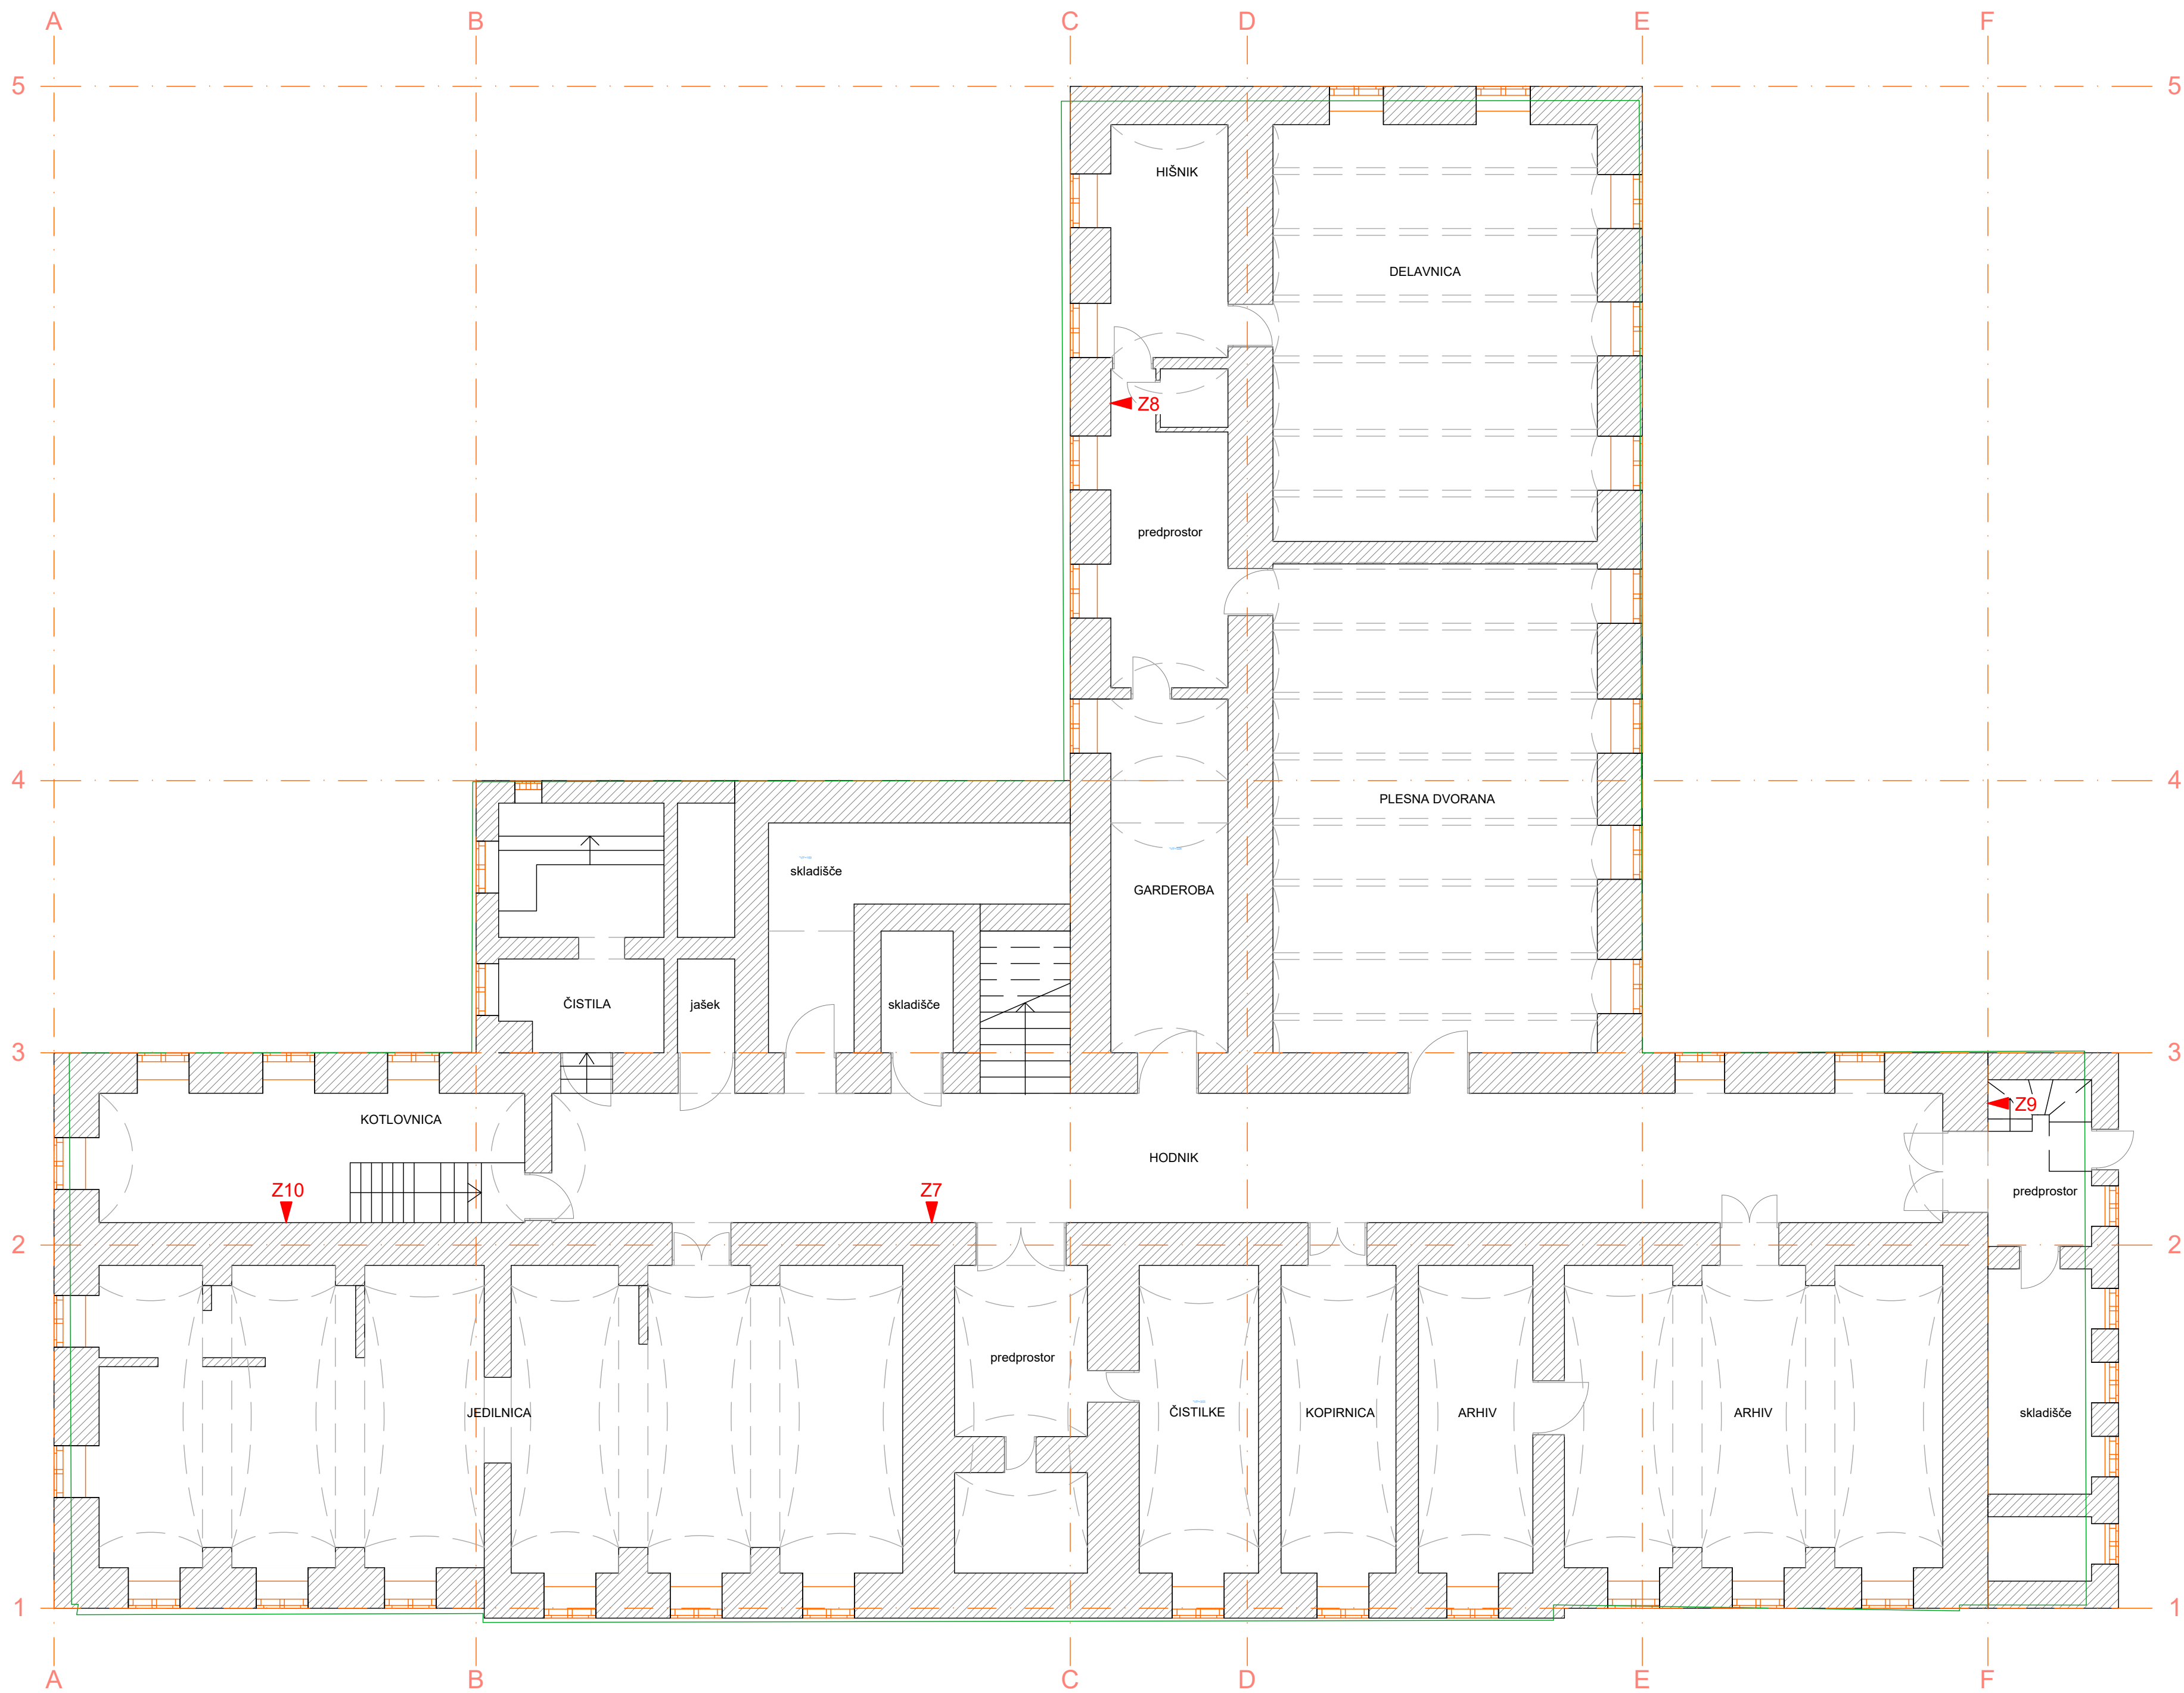 A B C D E F
5 5
HIŠNIK
DELAVNICA
Z8
predprostor
4 4
PLESNA DVORANA
skladišče
GARDEROBA
ČISTILA jašek skladišče
3 3
Z9
KOTLOVNICA
HODNIK
Z10 Z7 predprostor
2 2
predprostor
JEDILNICA ČISTILKE KOPIRNICA ARHIV ARHIV skladišče
1 1
A B C D E F